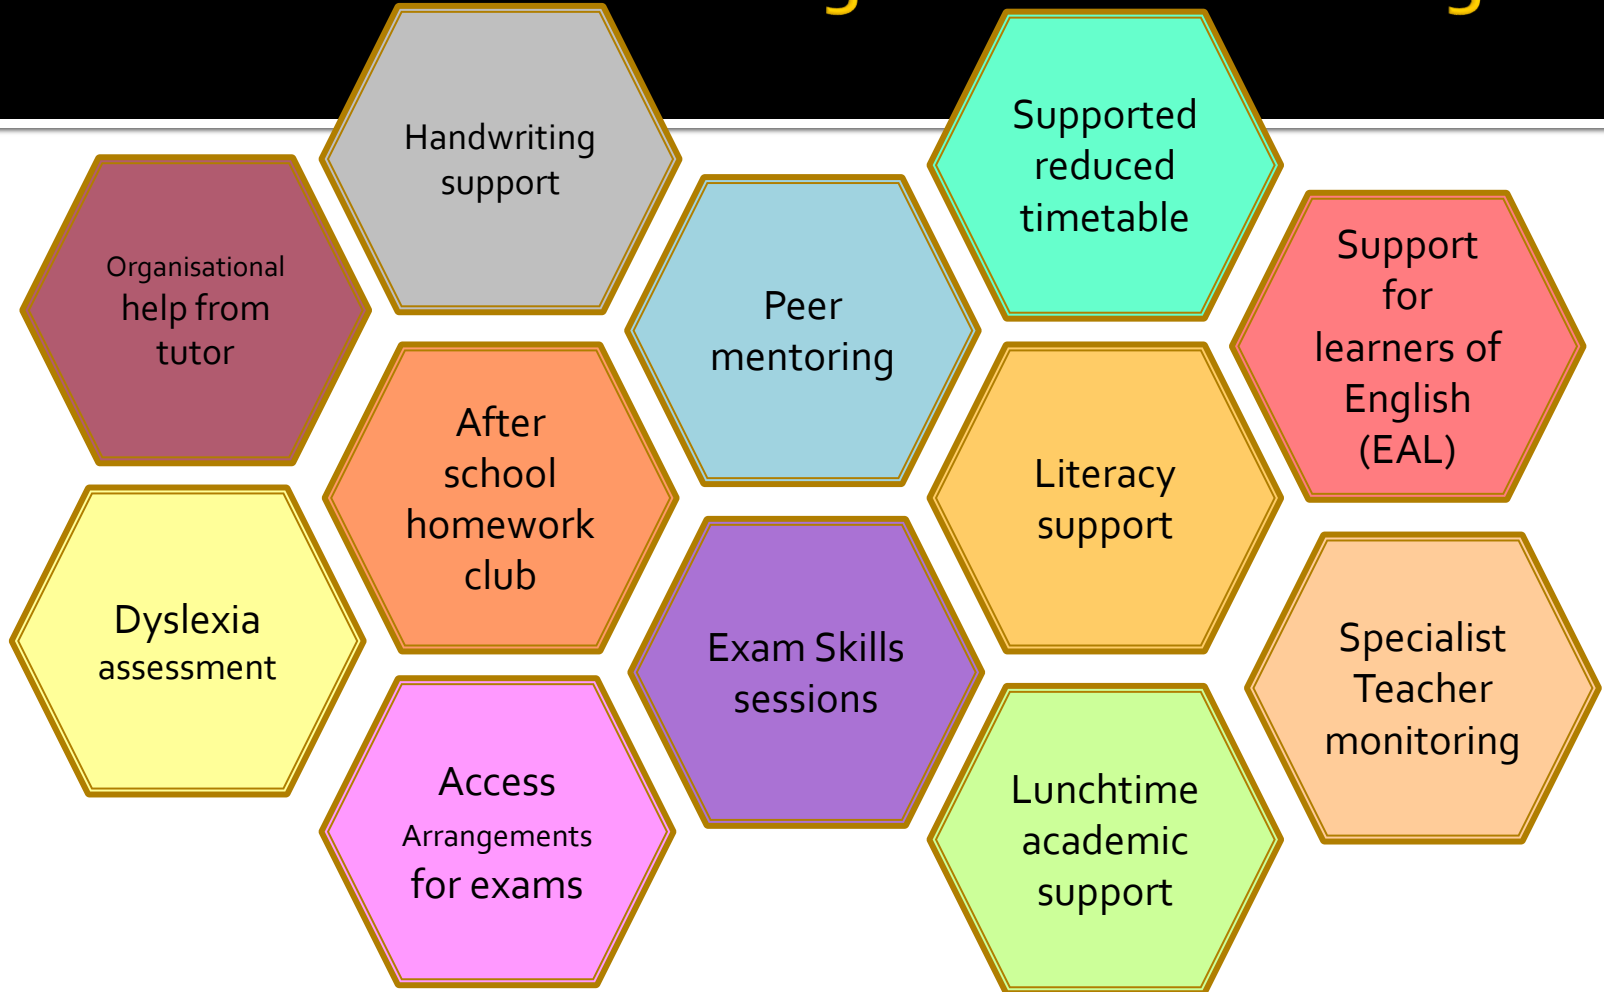 Handwriting
support
Supported
reduced
timetable
Organisational
help from
tutor
Peer
mentoring
Support
for
learners of
English
(EAL)
After
school
homework
club
Literacy
support
Dyslexia
assessment
Exam Skills
sessions
Specialist
Teacher
monitoring
Access
Arrangements
for exams
Lunchtime
academic
support